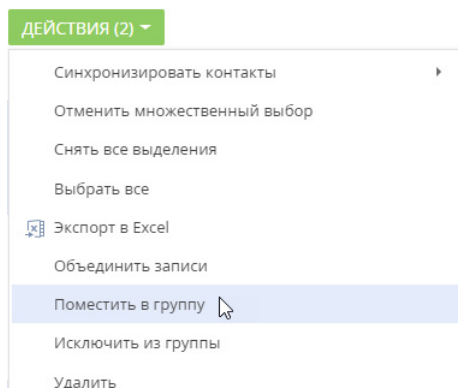 ДЕЙСТВИЯ (2)
Синхронизировать контакты
Отменить множественный выбор
Снять все выделения
Выбрать все
Экспорт в Excel
Объединить записи
Поместить в группу
Исключить из группы
Удалить